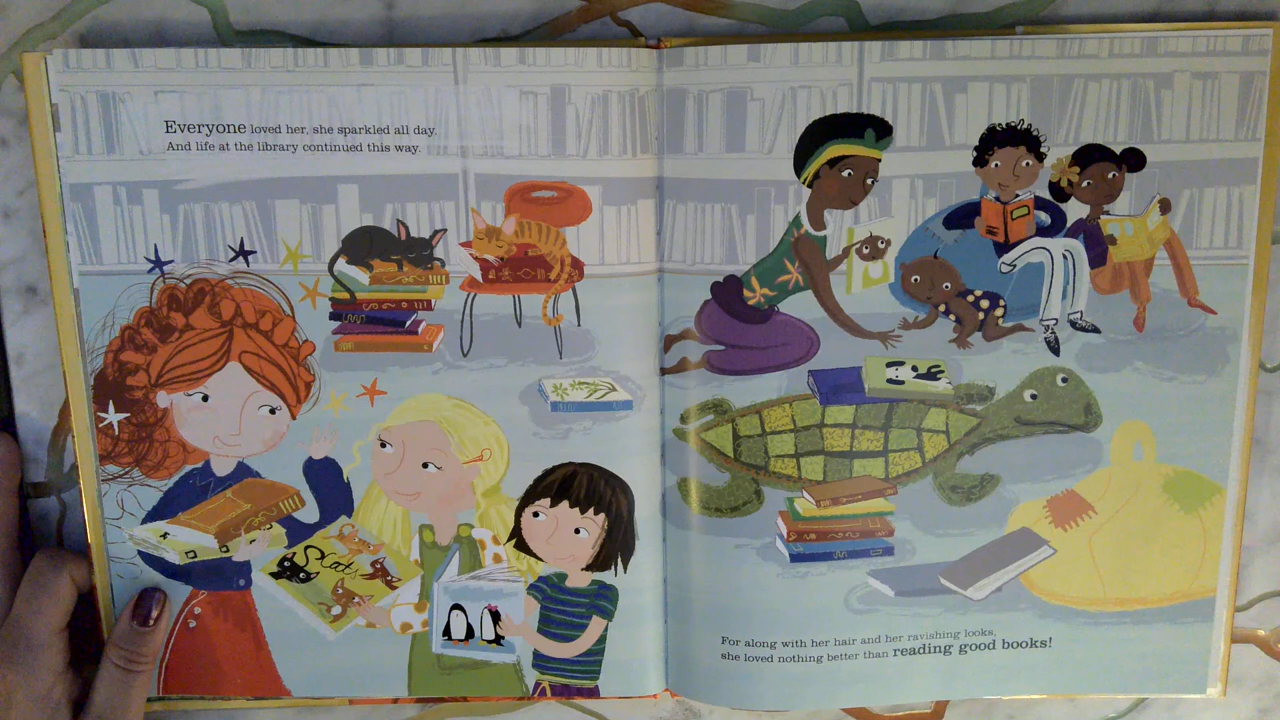 Everyone loved her, she sparkled all day.
And life at the library continued this way.
Cats
For along with her hair and her ravishing looks,
she loved nothing better than reading good books!